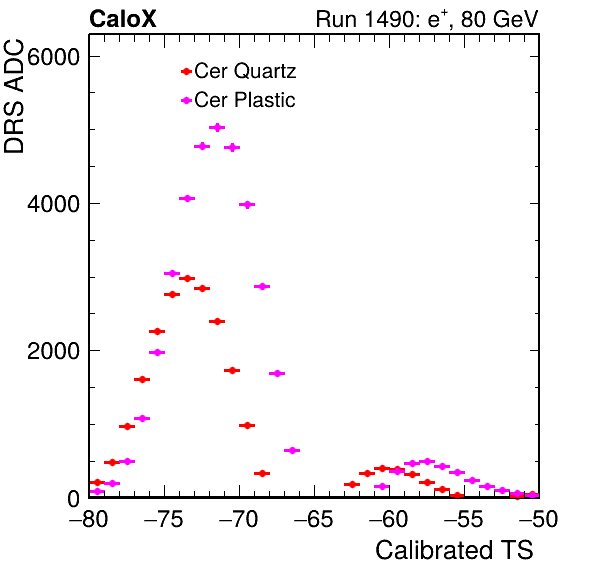 CaloX Run 1490: e⁺, 80 GeV
DRS ADC
6000
4000
2000
0
Cer Quartz
Cer Plastic
−80 −75 −70 −65 −60 −55 −50
Calibrated TS